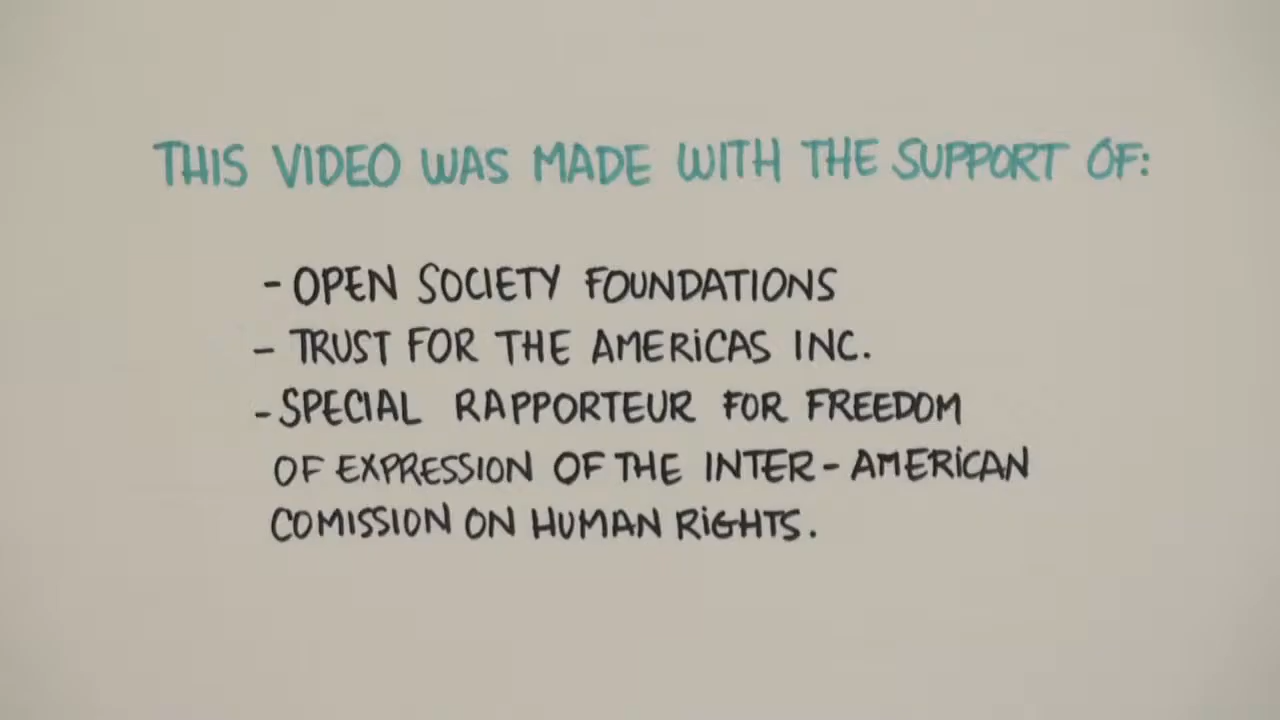 THIS VIDEO WAS MADE WITH THE SUPPORT OF:
- OPEN SOCIETY FOUNDATIONS
- TRUST FOR THE AMERICAS INC.
- SPECIAL RAPPORTEUR FOR FREEDOM
OF EXPRESSION OF THE INTER-AMERICAN
COMISSION ON HUMAN RIGHTS.